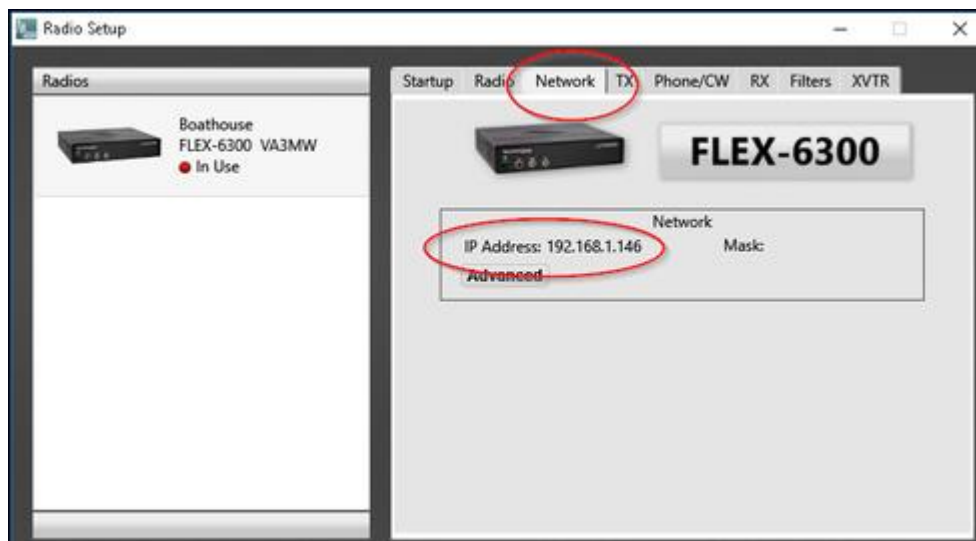 Radio Setup
Radios
Boathouse
FLEX-6300 VA3MW
In Use
Startup Radio Network TX Phone/CW RX Filters XVTR
FLEX-6300
Network
IP Address: 192.168.1.146 Mask:
Advanced